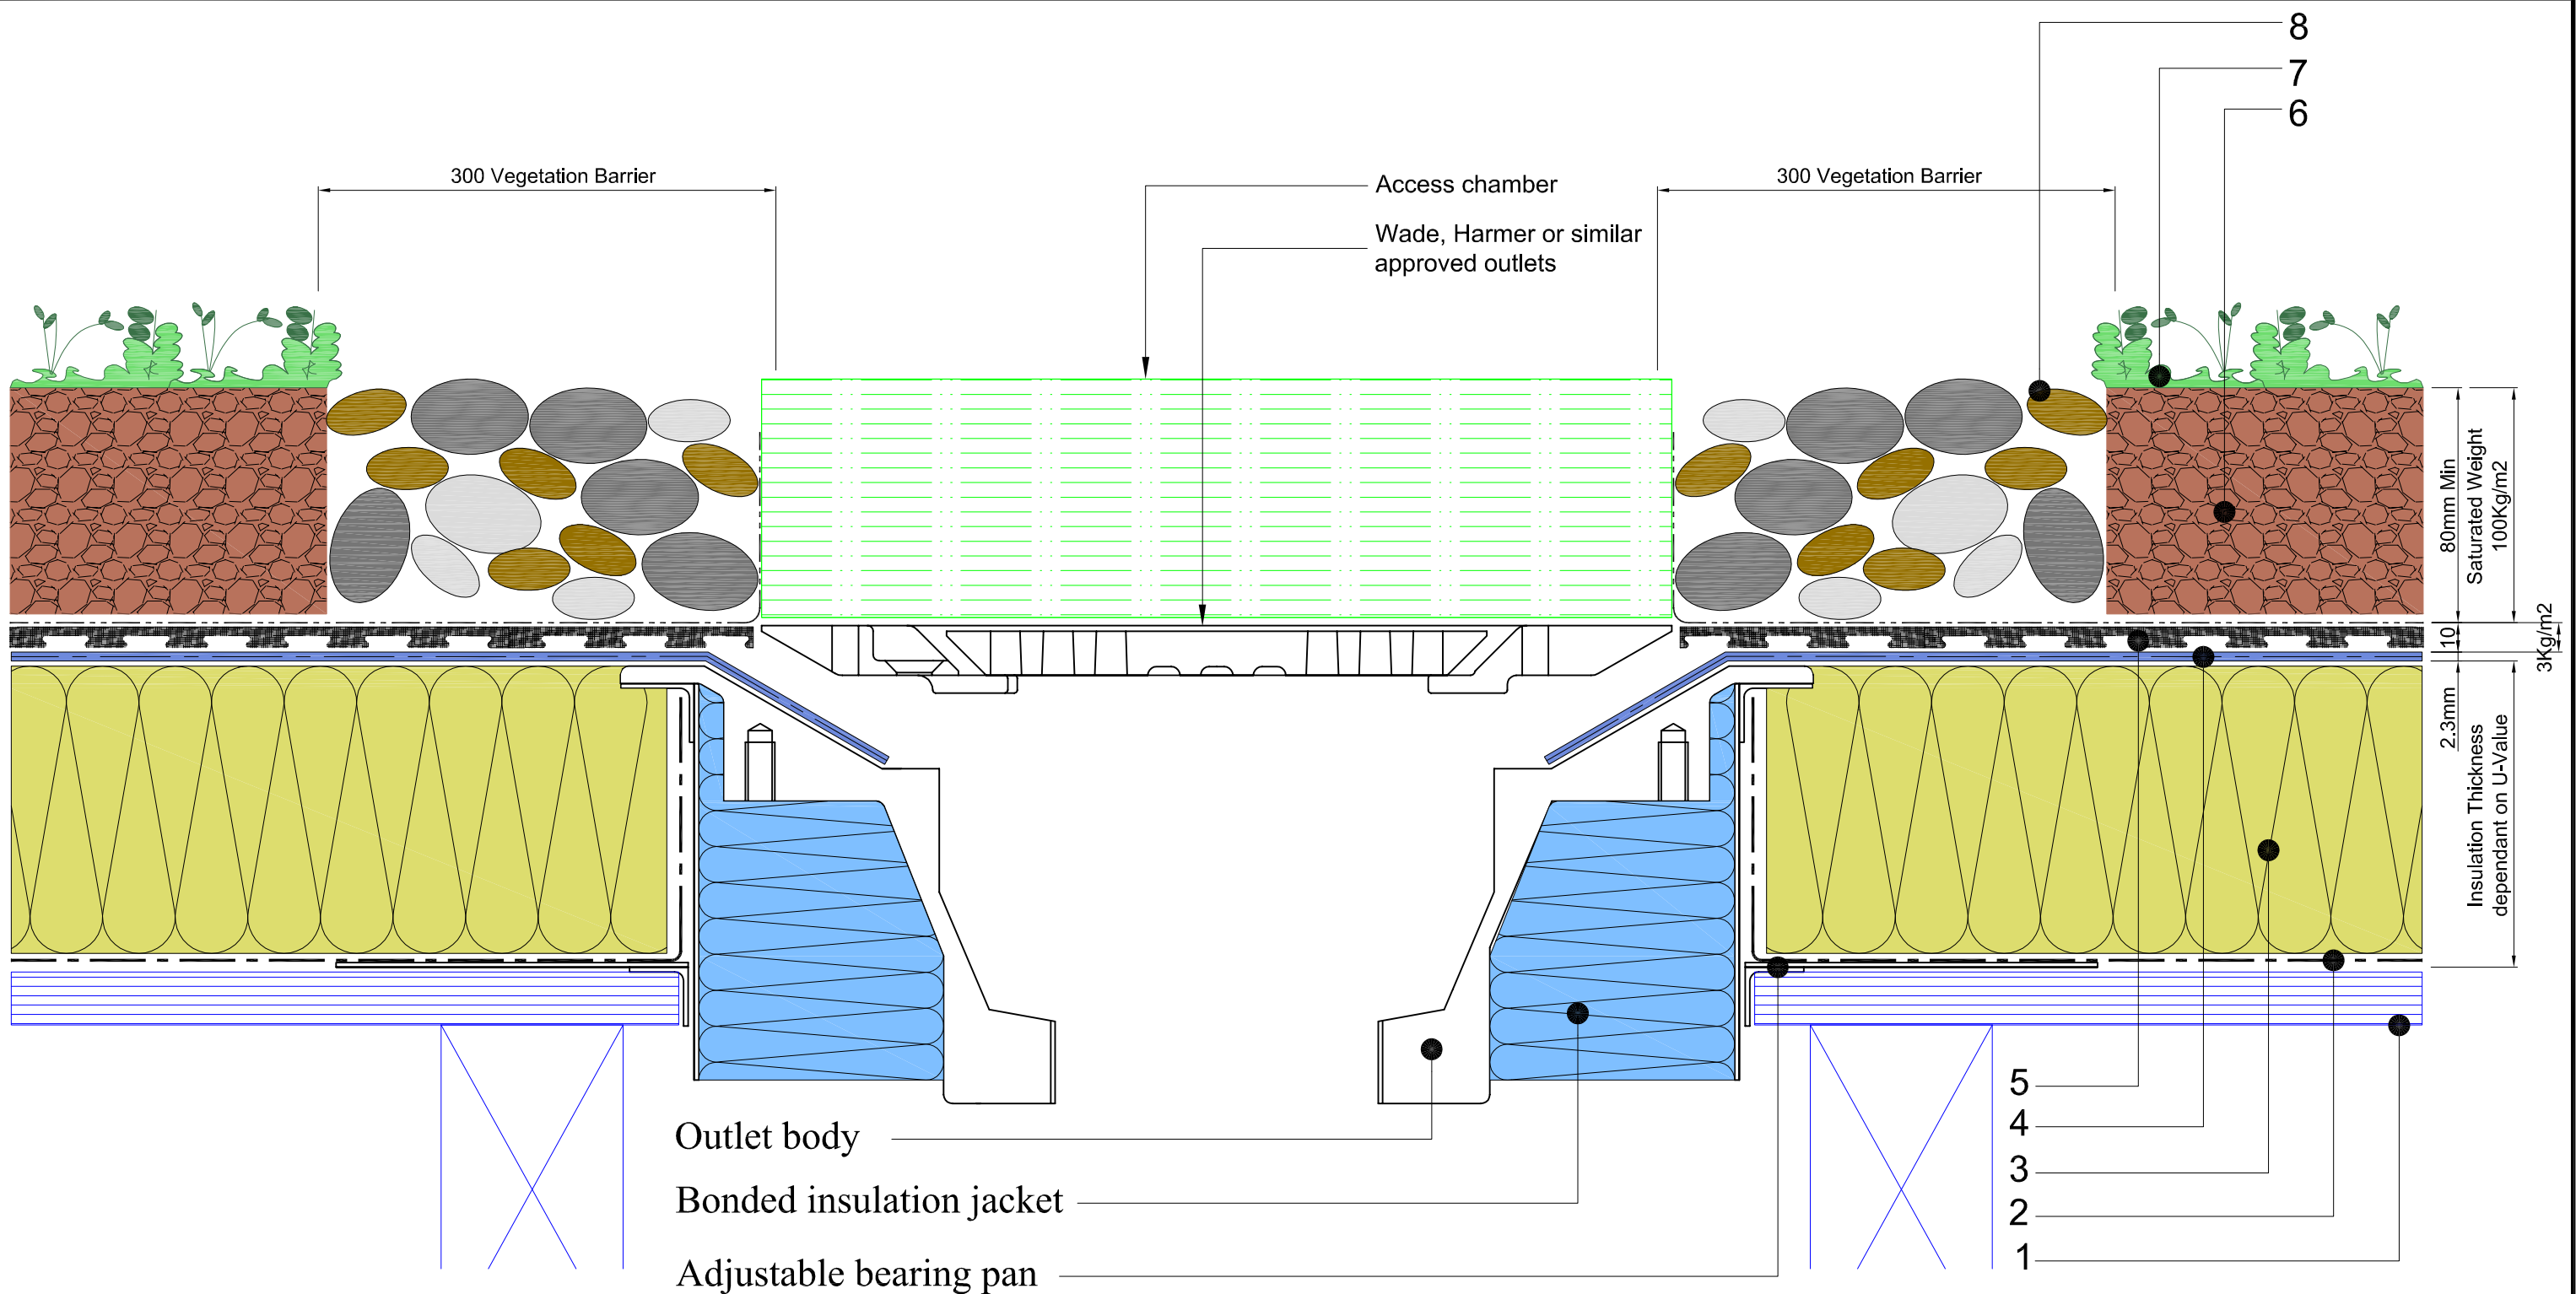 8
7
6
300 Vegetation Barrier
Access chamber
300 Vegetation Barrier
Wade, Harmer or similar
approved outlets
80mm Min
Saturated Weight
100Kg/m2
10
3Kg/m2
2.3mm
Insulation Thickness
dependant on U-Value
5
4
3
2
1
Outlet body
Bonded insulation jacket
Adjustable bearing pan